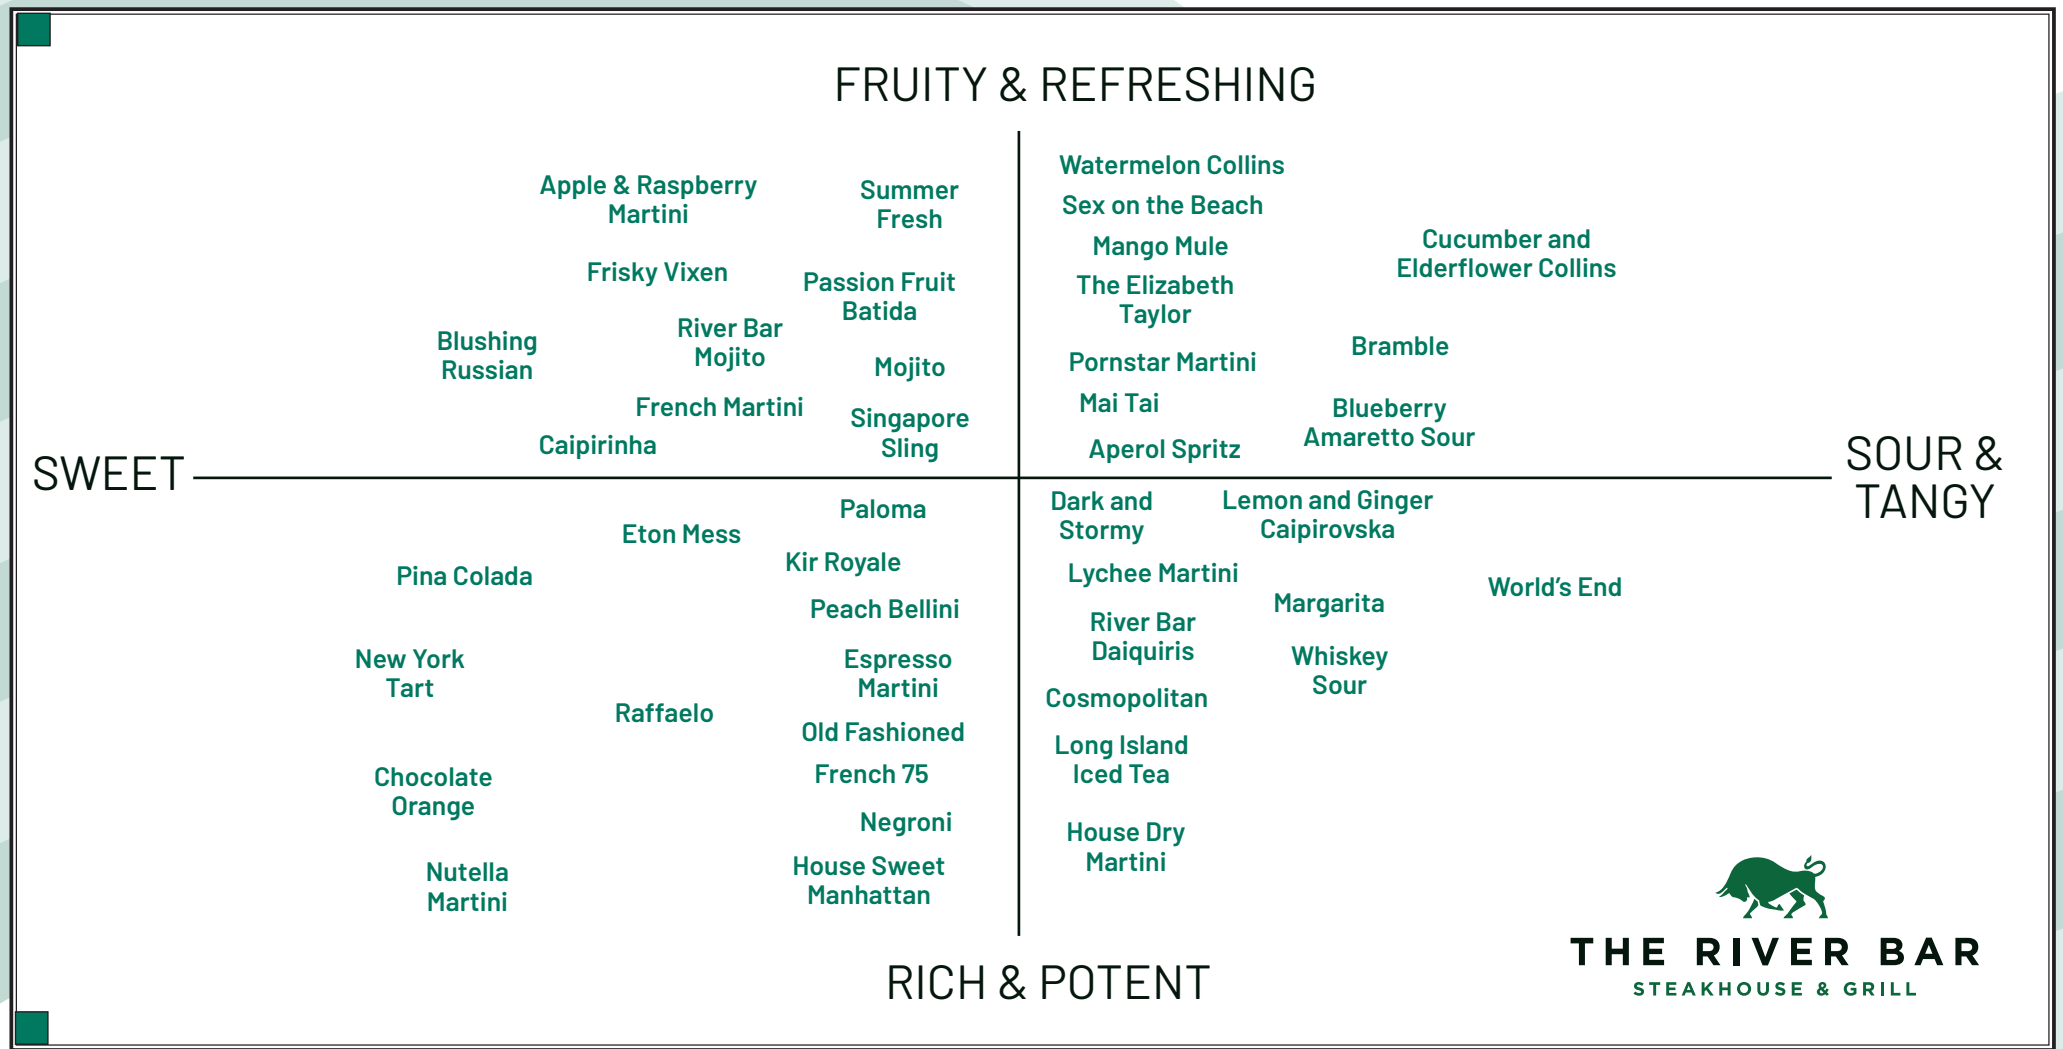 FRUITY & REFRESHING
Apple & Raspberry
Martini
Summer
Fresh
Frisky Vixen
Passion Fruit
Batida
Blushing
Russian
River Bar
Mojito
Mojito
French Martini
Singapore
Sling
Caipirinha
Watermelon Collins
Sex on the Beach
Mango Mule
The Elizabeth
Taylor
Cucumber and
Elderflower Collins
Pornstar Martini
Bramble
Mai Tai
Blueberry
Amaretto Sour
Aperol Spritz
SWEET
SOUR &
TANGY
Paloma
Eton Mess
Kir Royale
Pina Colada
Peach Bellini
New York
Tart
Espresso
Martini
Raffaelo
Old Fashioned
Chocolate
Orange
French 75
Negroni
Nutella
Martini
House Sweet
Manhattan
Dark and
Stormy
Lemon and Ginger
Caipirovska
Lychee Martini
World's End
Margarita
River Bar
Daiquiris
Whiskey
Sour
Cosmopolitan
Long Island
Iced Tea
House Dry
Martini
RICH & POTENT
THE RIVER BAR
STEAKHOUSE & GRILL